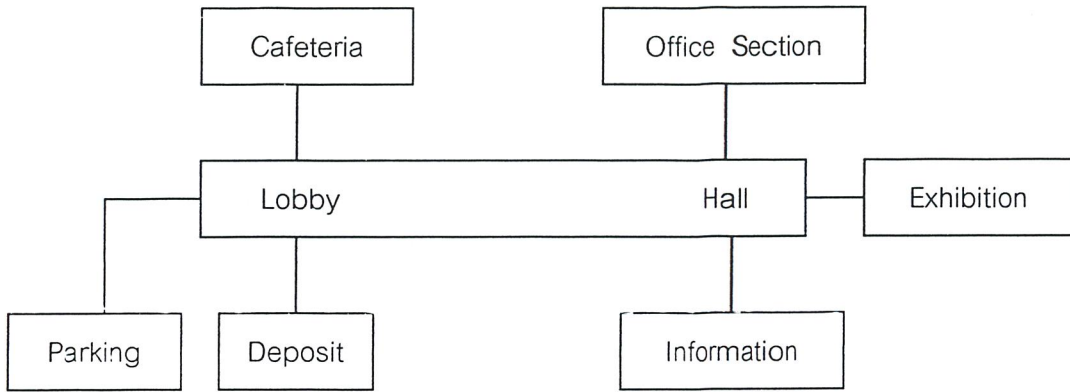 Cafeteria
Office Section
Lobby
Hall
Exhibition
Parking
Deposit
Information